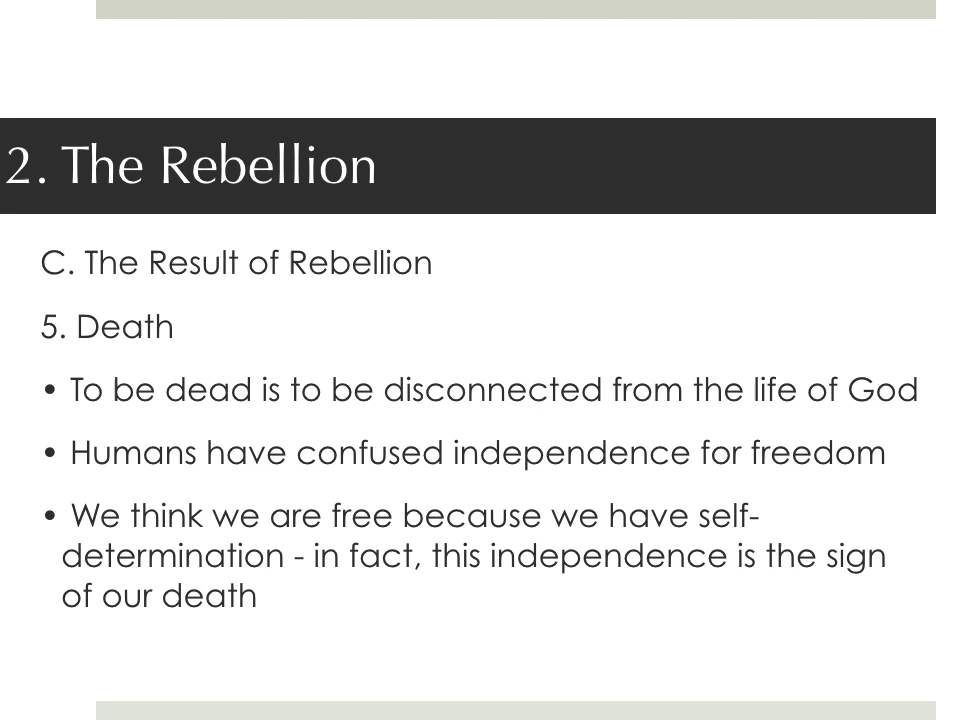 2. The Rebellion
C. The Result of Rebellion
5. Death
• To be dead is to be disconnected from the life of God
• Humans have confused independence for freedom
• We think we are free because we have self-
determination - in fact, this independence is the sign
of our death